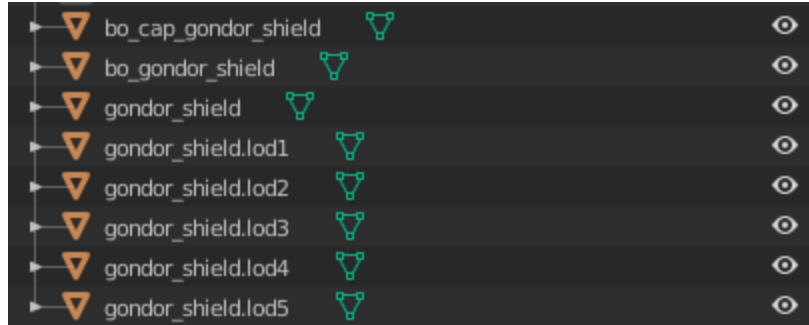 bo_cap_gondor_shield
bo_gondor_shield
gondor_shield
gondor_shield.lod1
gondor_shield.lod2
gondor_shield.lod3
gondor_shield.lod4
gondor_shield.lod5